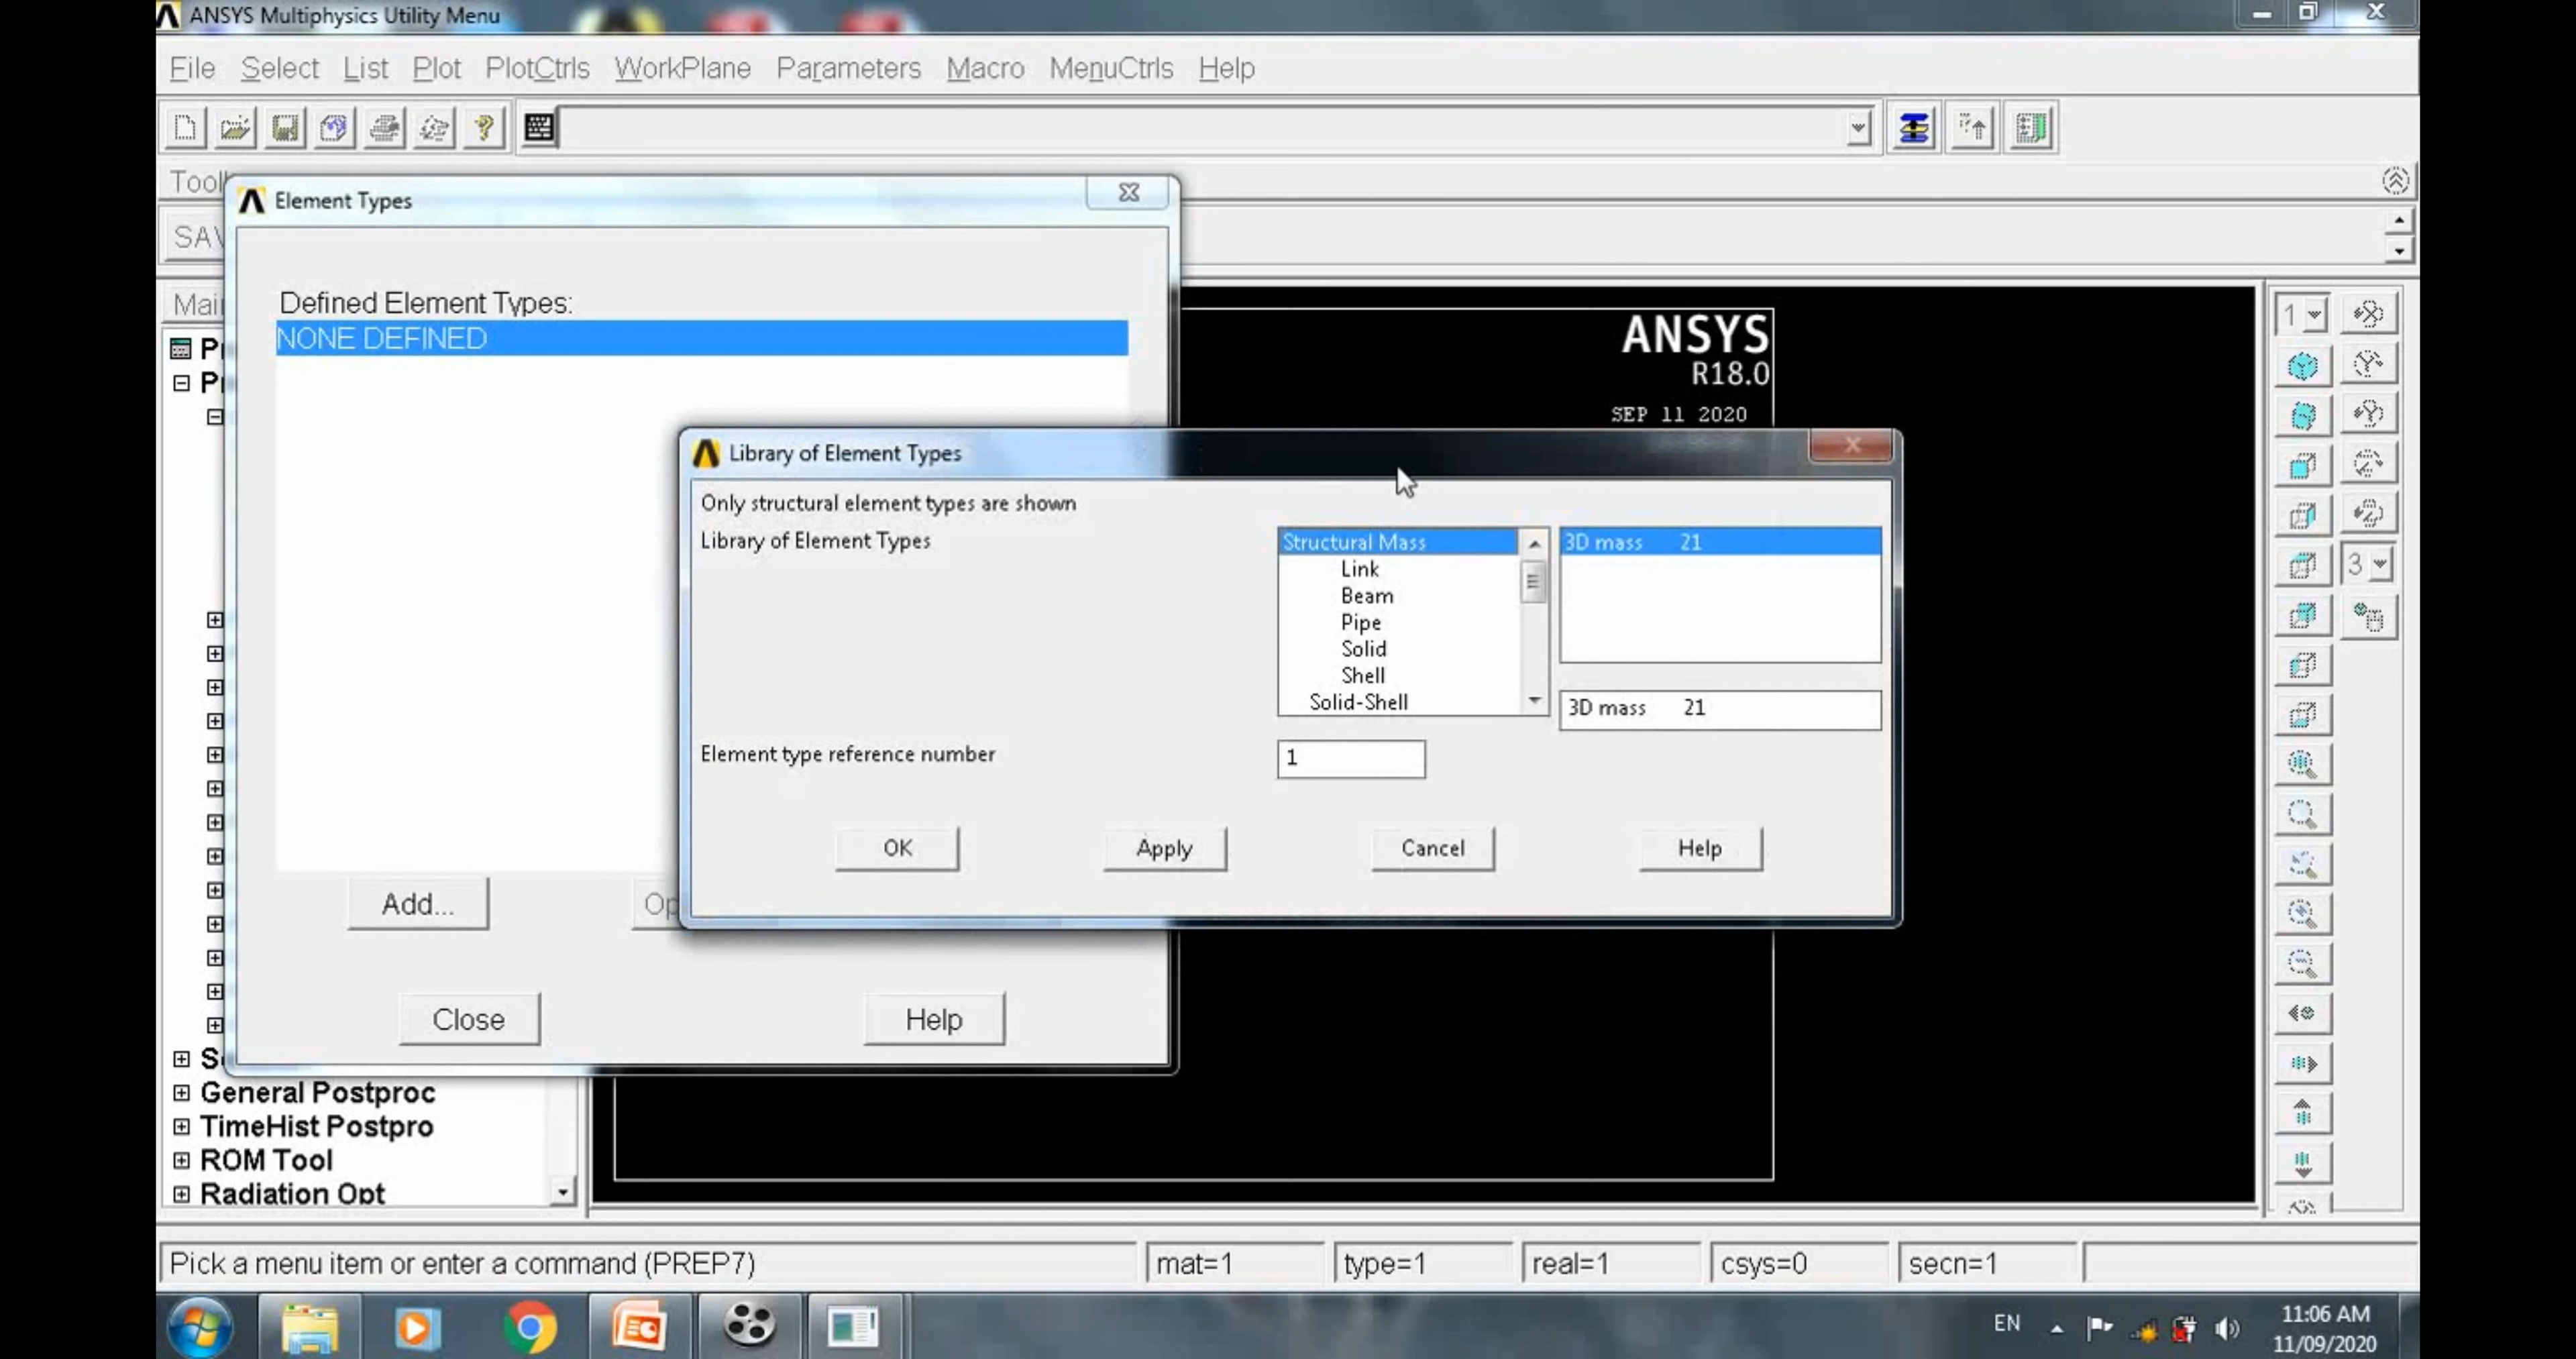 ANSYS Multiphysics Utility Menu
File Select List Plot PlotCtrls WorkPlane Parameters Macro MenuCtrls Help
Element Types
Defined Element Types:
NONE DEFINED
ANSYS
R18.0
SEP 11 2020
1
3
Library of Element Types
Only structural element types are shown
Library of Element Types
Structural Mass
Link
Beam
Pipe
Solid
Shell
Solid-Shell
3D mass 21
3D mass 21
Element type reference number
1
OK Apply Cancel Help
Add...
Close Help
General Postproc
TimeHist Postpro
ROM Tool
Radiation Opt
Pick a menu item or enter a command (PREP7) mat=1 type=1 real=1 csys=0 secn=1
EN
11:06 AM
11/09/2020